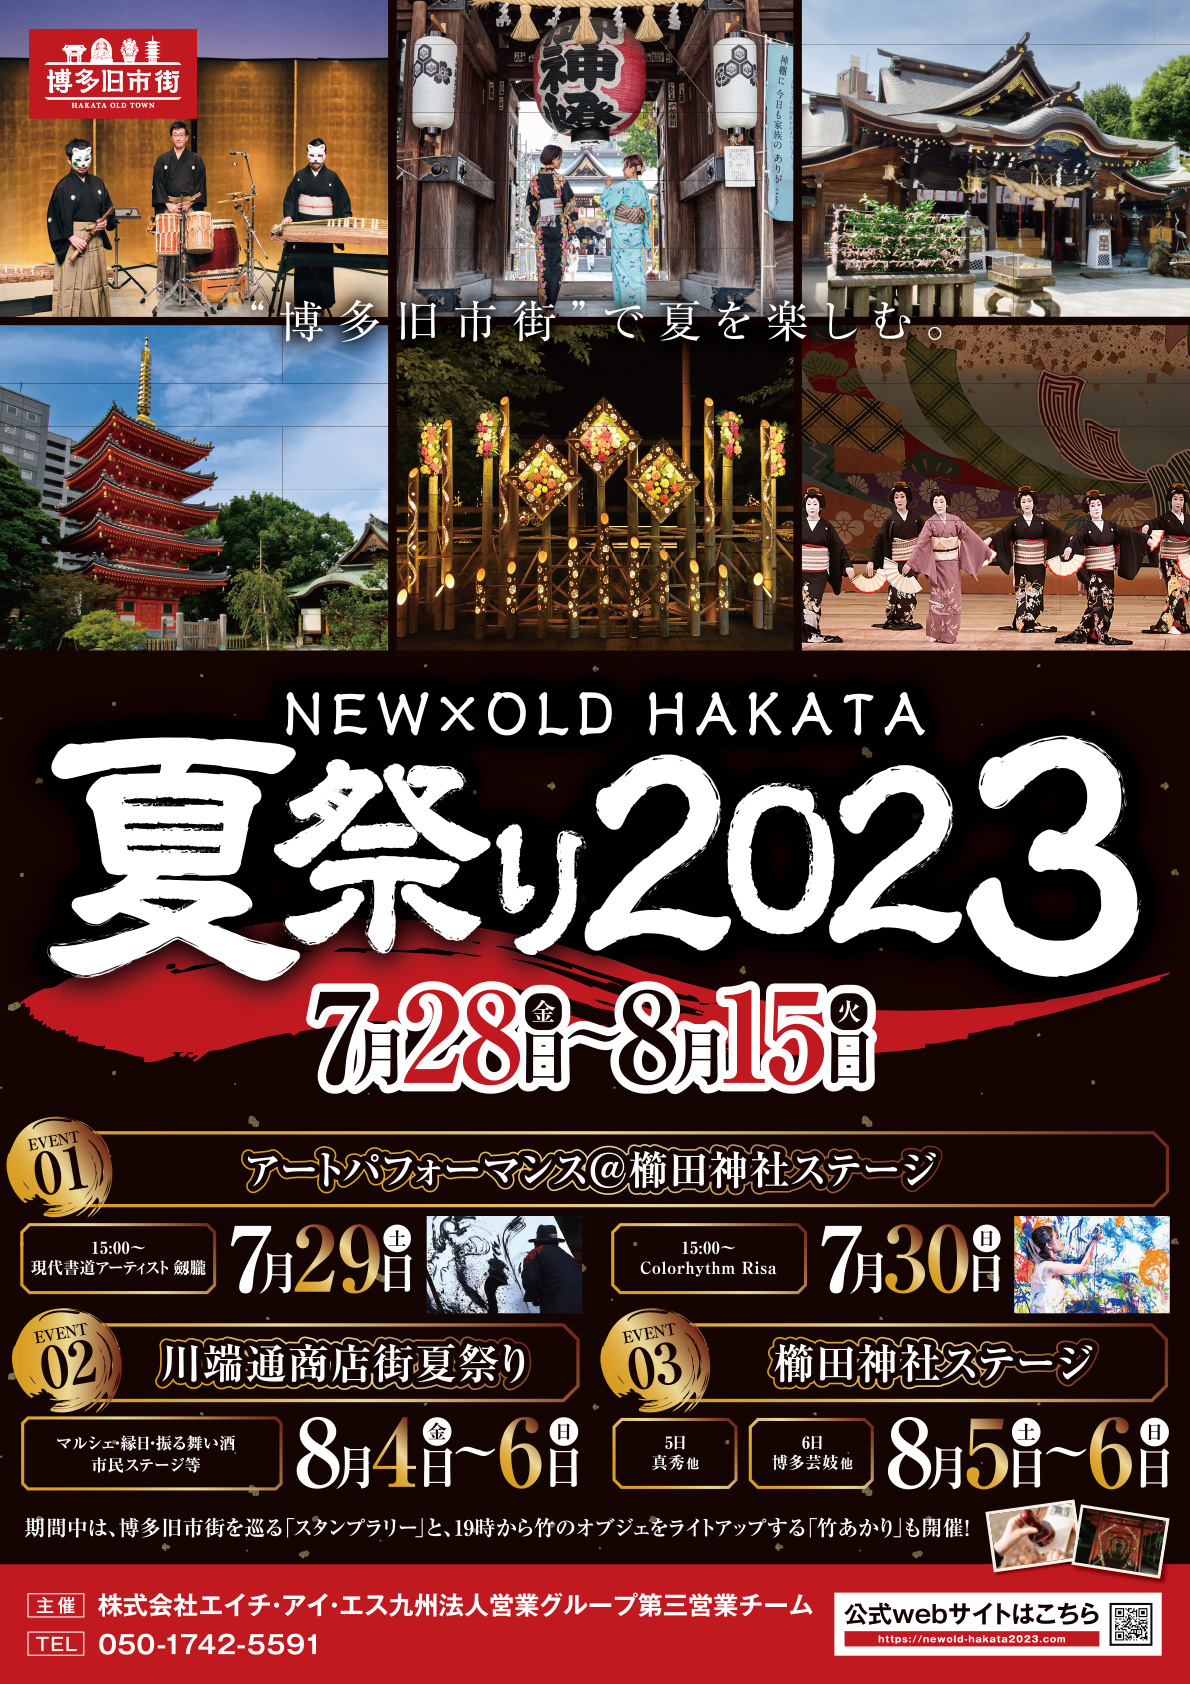 博多旧市街
HAKATA OLD TOWN
神燈
“博多旧市街”で夏を楽しむ。
NEW×OLD HAKATA
夏祭り2023
7月28日金〜8月15日火
EVENT 01
アートパフォーマンス@櫛田神社ステージ
15:00〜
現代書道アーティスト 劔朧
7月29日土
15:00〜
Colorhythm Risa
7月30日日
EVENT 02
川端通商店街夏祭り
マルシェ・縁日・振る舞い酒
市民ステージ等
8月4日金〜6日日
EVENT 03
櫛田神社ステージ
5日
真秀他
6日
博多芸妓他
8月5日土〜6日日
期間中は、博多旧市街を巡る「スタンプラリー」と、19時から竹のオブジェをライトアップする「竹あかり」も開催!
主催 株式会社エイチ・アイ・エス九州法人営業グループ第三営業チーム
TEL 050-1742-5591
公式webサイトはこちら
https://newold-hakata2023.com